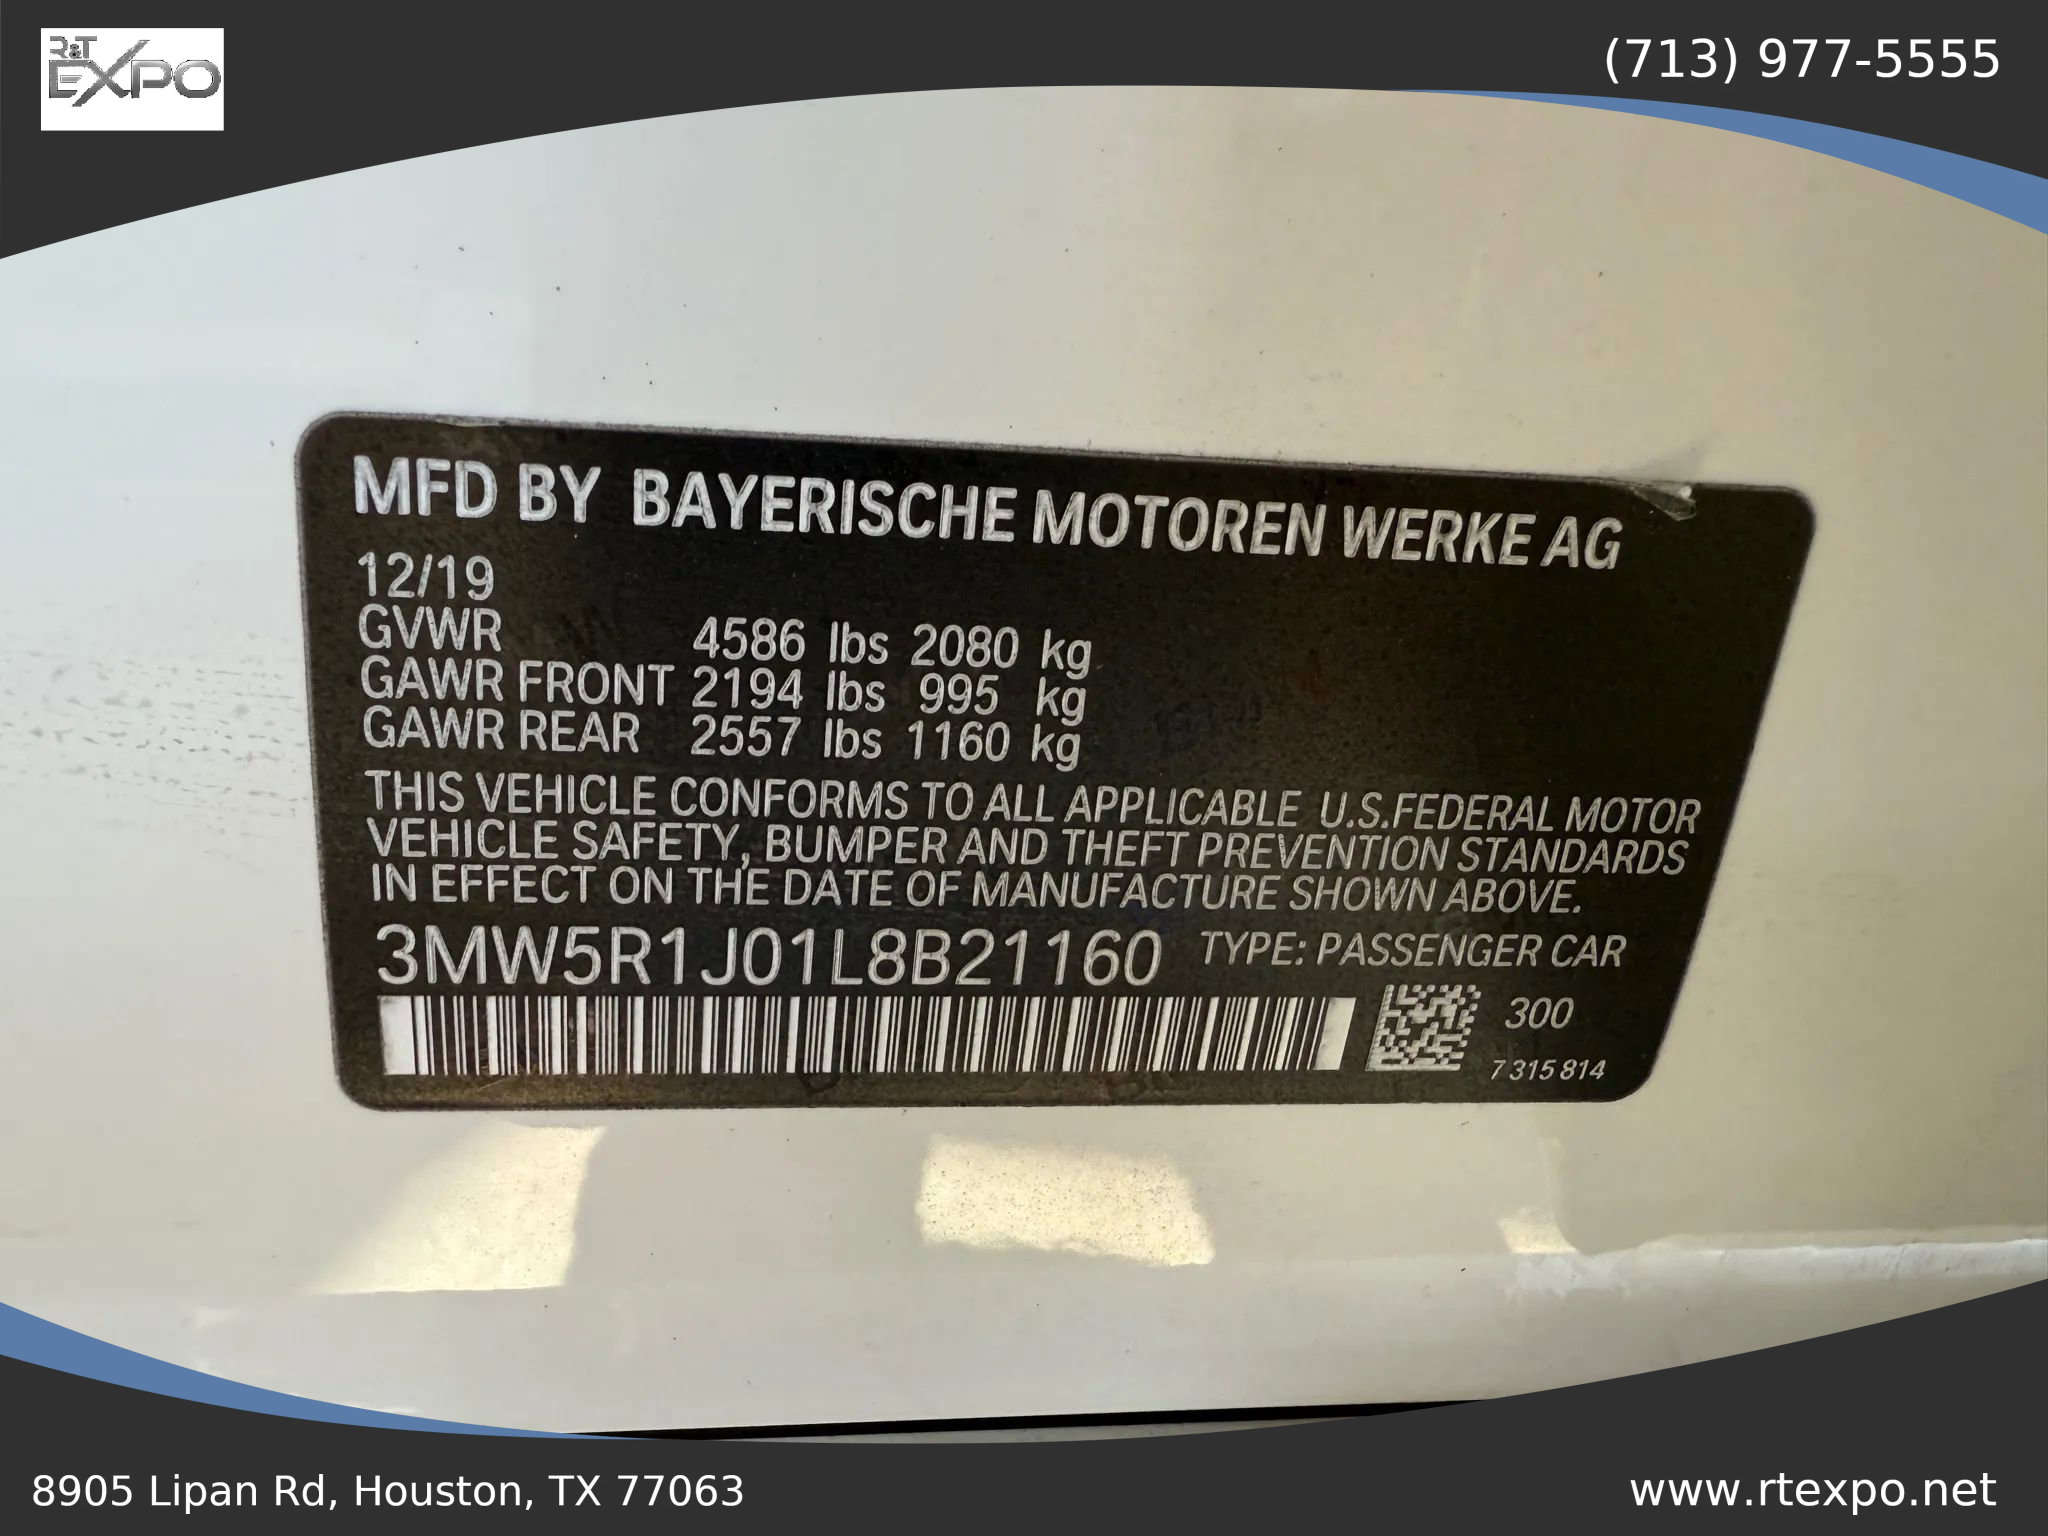 R&T
EXPO
(713) 977-5555
MFD BY BAYERISCHE MOTOREN WERKE AG
12/19
GVWR 4586 lbs 2080 kg
GAWR FRONT 2194 lbs 995 kg
GAWR REAR 2557 lbs 1160 kg
THIS VEHICLE CONFORMS TO ALL APPLICABLE U.S.FEDERAL MOTOR
VEHICLE SAFETY, BUMPER AND THEFT PREVENTION STANDARDS
IN EFFECT ON THE DATE OF MANUFACTURE SHOWN ABOVE.
3MW5R1J01L8B21160 TYPE: PASSENGER CAR
300
7315814
8905 Lipan Rd, Houston, TX 77063
www.rtexpo.net